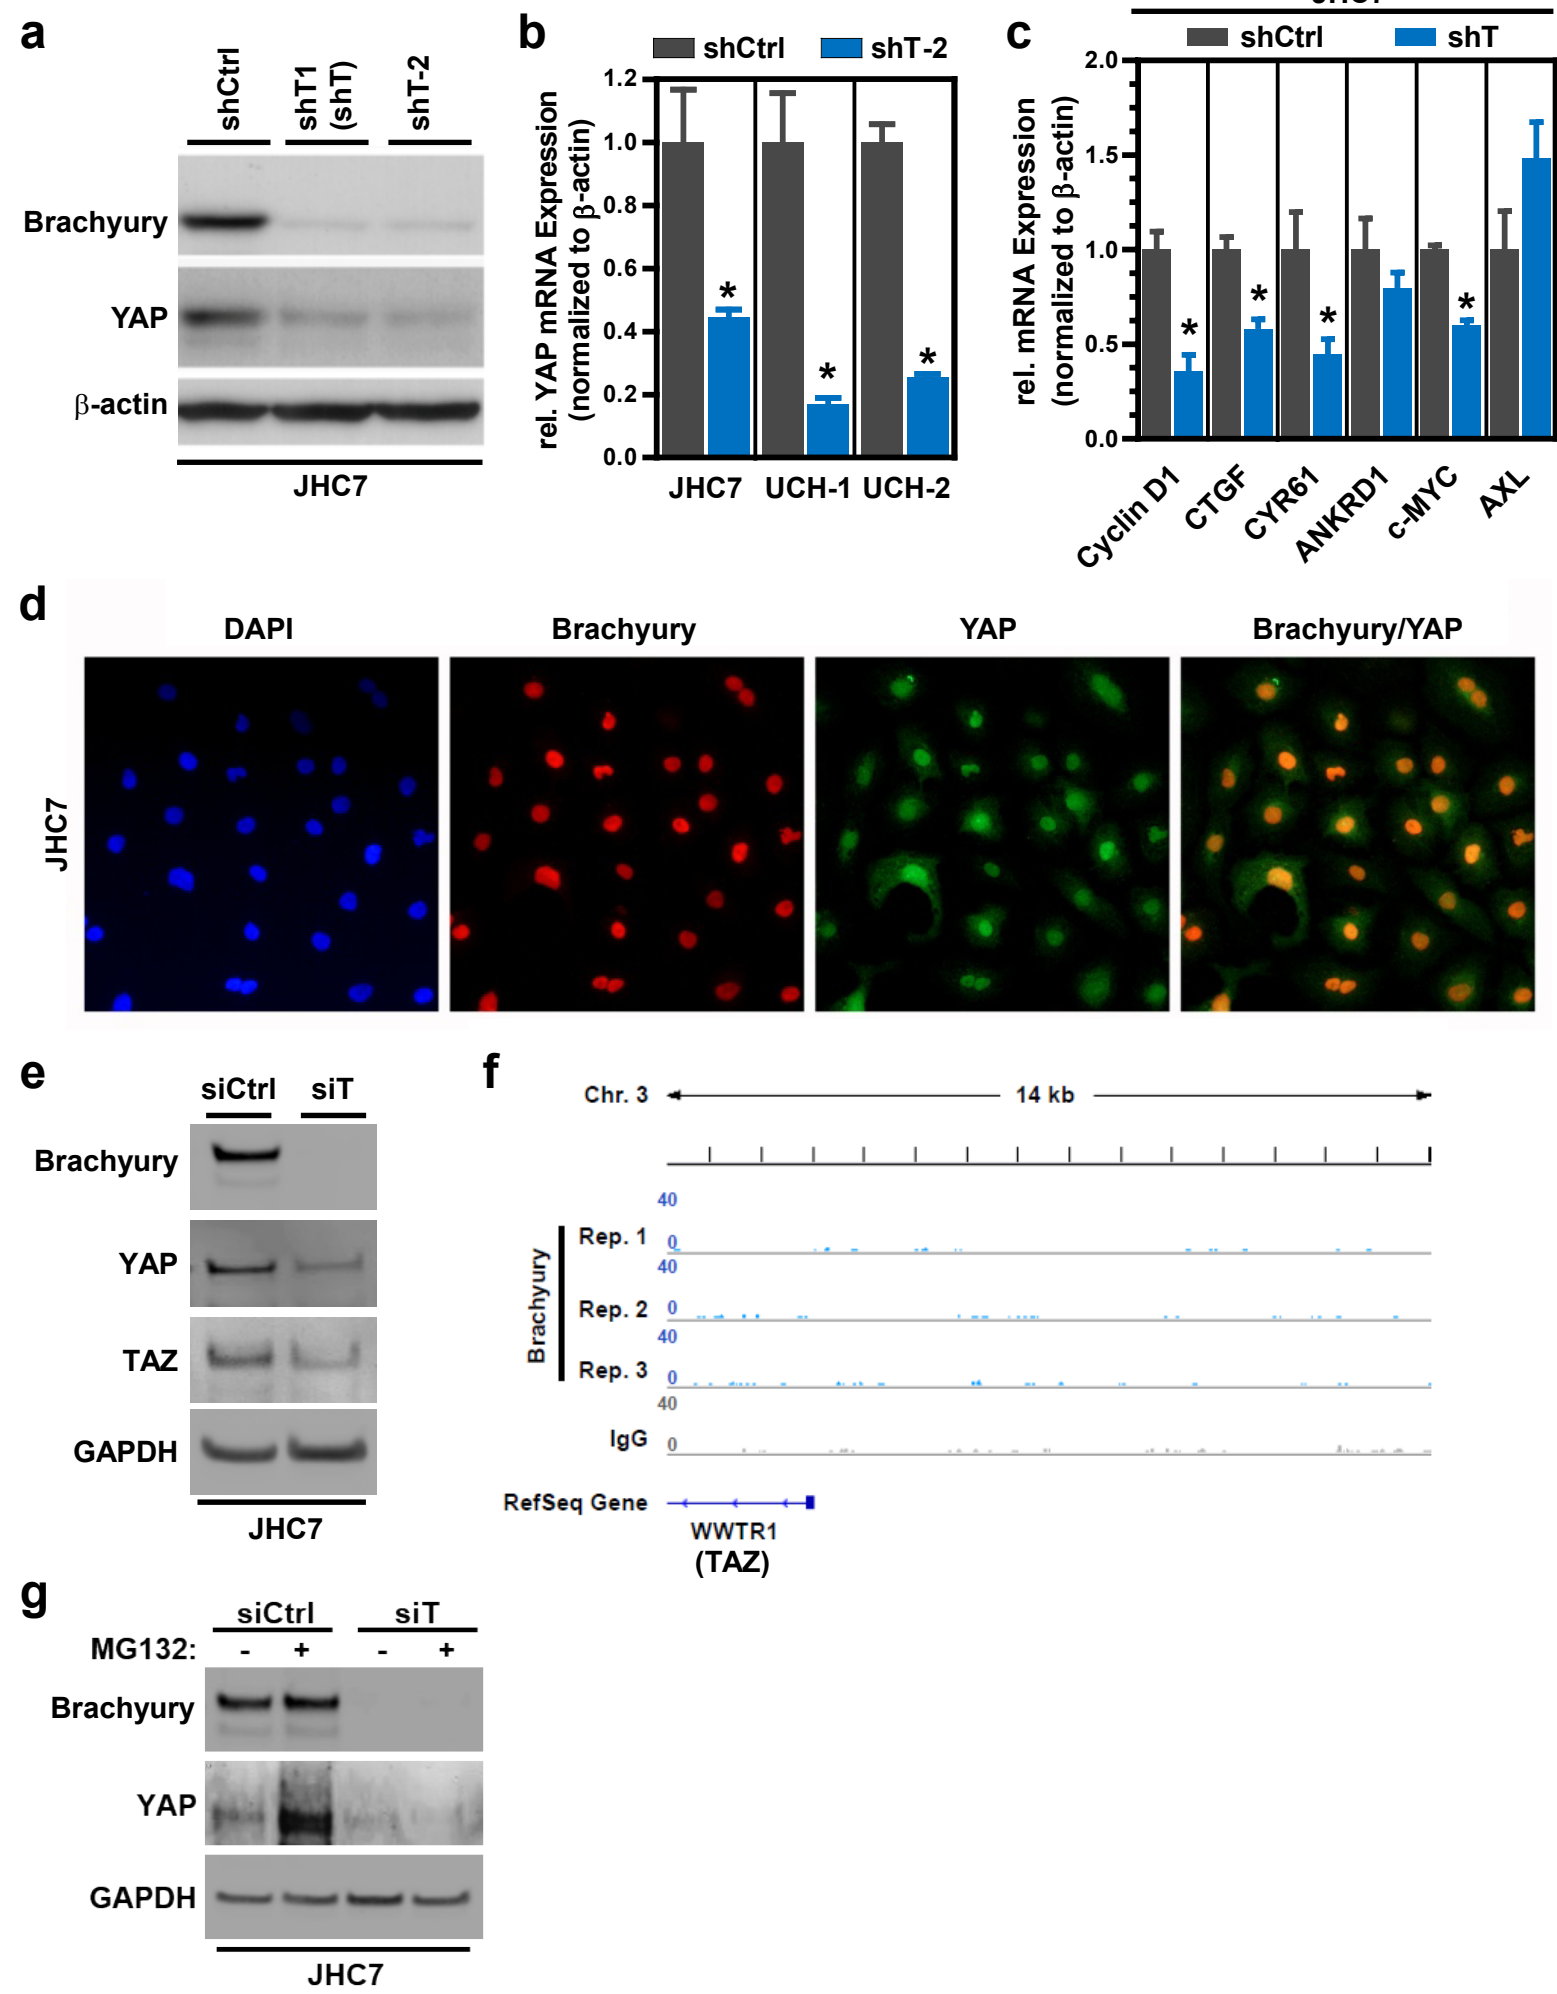 a
shCtrl
shT1
(shT)
shT-2
Brachyury
YAP
β-actin
JHC7
b
shCtrl
shT-2
rel. YAP mRNA Expression
(normalized to β-actin)
1.2
1.0
0.8
0.6
0.4
0.2
0.0
*
*
*
JHC7 UCH-1 UCH-2
c
shCtrl
shT
rel. mRNA Expression
(normalized to β-actin)
2.0
1.5
1.0
0.5
0.0
*
*
*
*
Cyclin D1
CTGF
CYR61
ANKRD1
c-MYC
AXL
d
DAPI
Brachyury
YAP
Brachyury/YAP
JHC7
e
siCtrl siT
Brachyury
YAP
TAZ
GAPDH
JHC7
f
Chr. 3
14 kb
Brachyury
40
Rep. 1 0
40
Rep. 2 0
40
Rep. 3 0
40
IgG 0
RefSeq Gene
WWTR1
(TAZ)
g
siCtrl siT
MG132: - + - +
Brachyury
YAP
GAPDH
JHC7